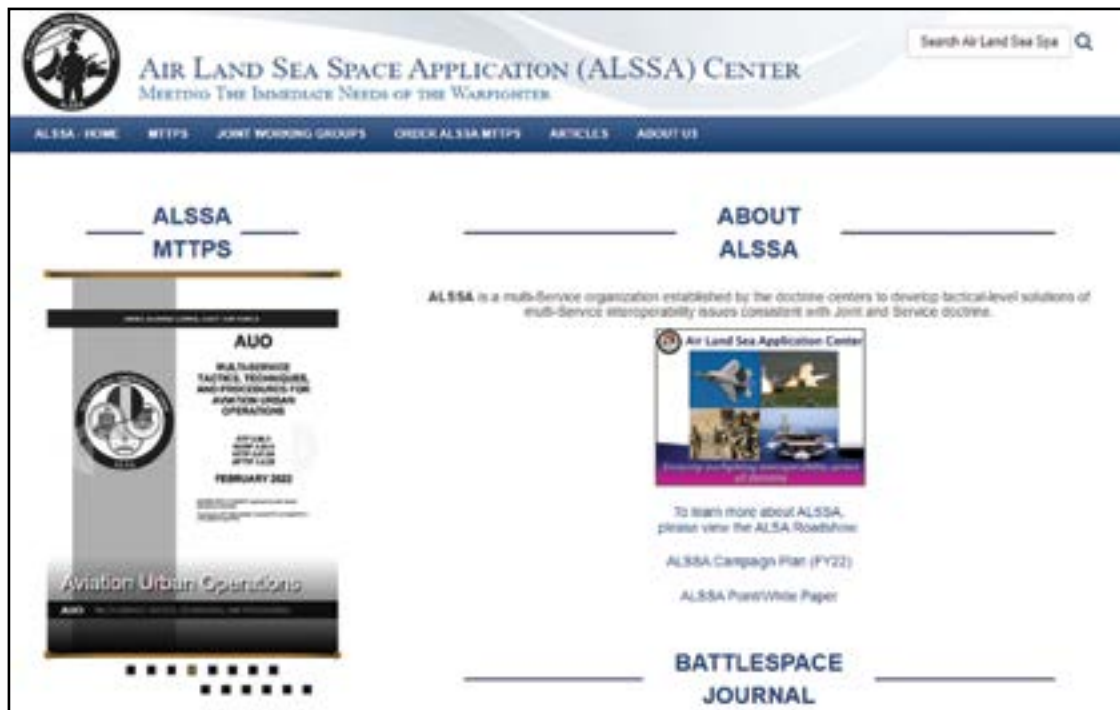 Search Air Land Sea Spa
AIR LAND SEA SPACE APPLICATION (ALSSA) CENTER
MEETING THE IMMEDIATE NEEDS OF THE WARFIGHTER
ALSSA - HOME MTTPS JOINT WORKING GROUPS ORDER ALSSA MTTPS ARTICLES ABOUT US
ALSSA
MTTPS
AUO
MULTI-SERVICE
TACTICS, TECHNIQUES,
AND PROCEDURES FOR
AVIATION URBAN
OPERATIONS
FEBRUARY 2022
Aviation Urban Operations
AUO
ABOUT
ALSSA
ALSSA is a multi-Service organization established by the doctrine centers to develop tactical-level solutions of
multi-Service interoperability issues consistent with Joint and Service doctrine.
Air Land Sea Application Center
To learn more about ALSSA,
please view the ALSA Roadshow
ALSSA Campaign Plan (FY22)
ALSSA Point/White Paper
BATTLESPACE
JOURNAL